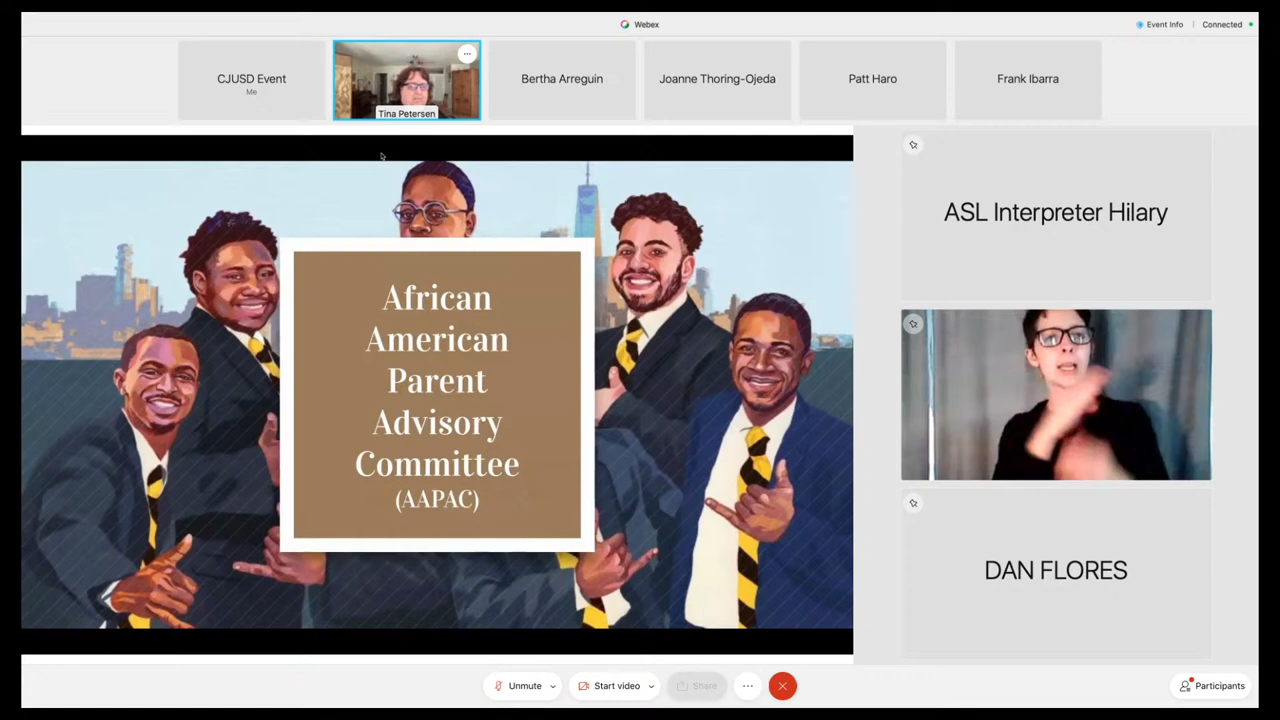 Webex
Event Info
Connected
CJUSD Event
Me
Tina Petersen
Bertha Arreguin
Joanne Thoring-Ojeda
Patt Haro
Frank Ibarra
African
American
Parent
Advisory
Committee
(AAPAC)
ASL Interpreter Hilary
DAN FLORES
Unmute
Start video
Share
Participants